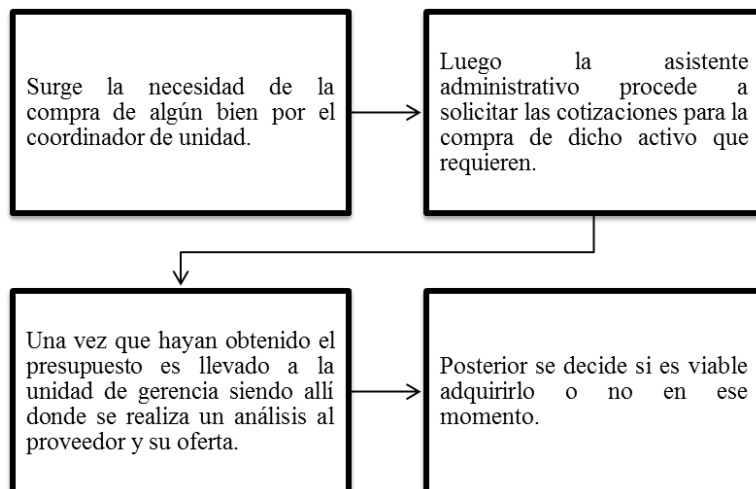 Surge la necesidad de la
compra de algún bien por el
coordinador de unidad.
Luego la asistente
administrativo procede a
solicitar las cotizaciones para la
compra de dicho activo que
requieren.
Una vez que hayan obtenido el
presupuesto es llevado a la
unidad de gerencia siendo allí
donde se realiza un análisis al
proveedor y su oferta.
Posterior se decide si es viable
adquirirlo o no en ese
momento.